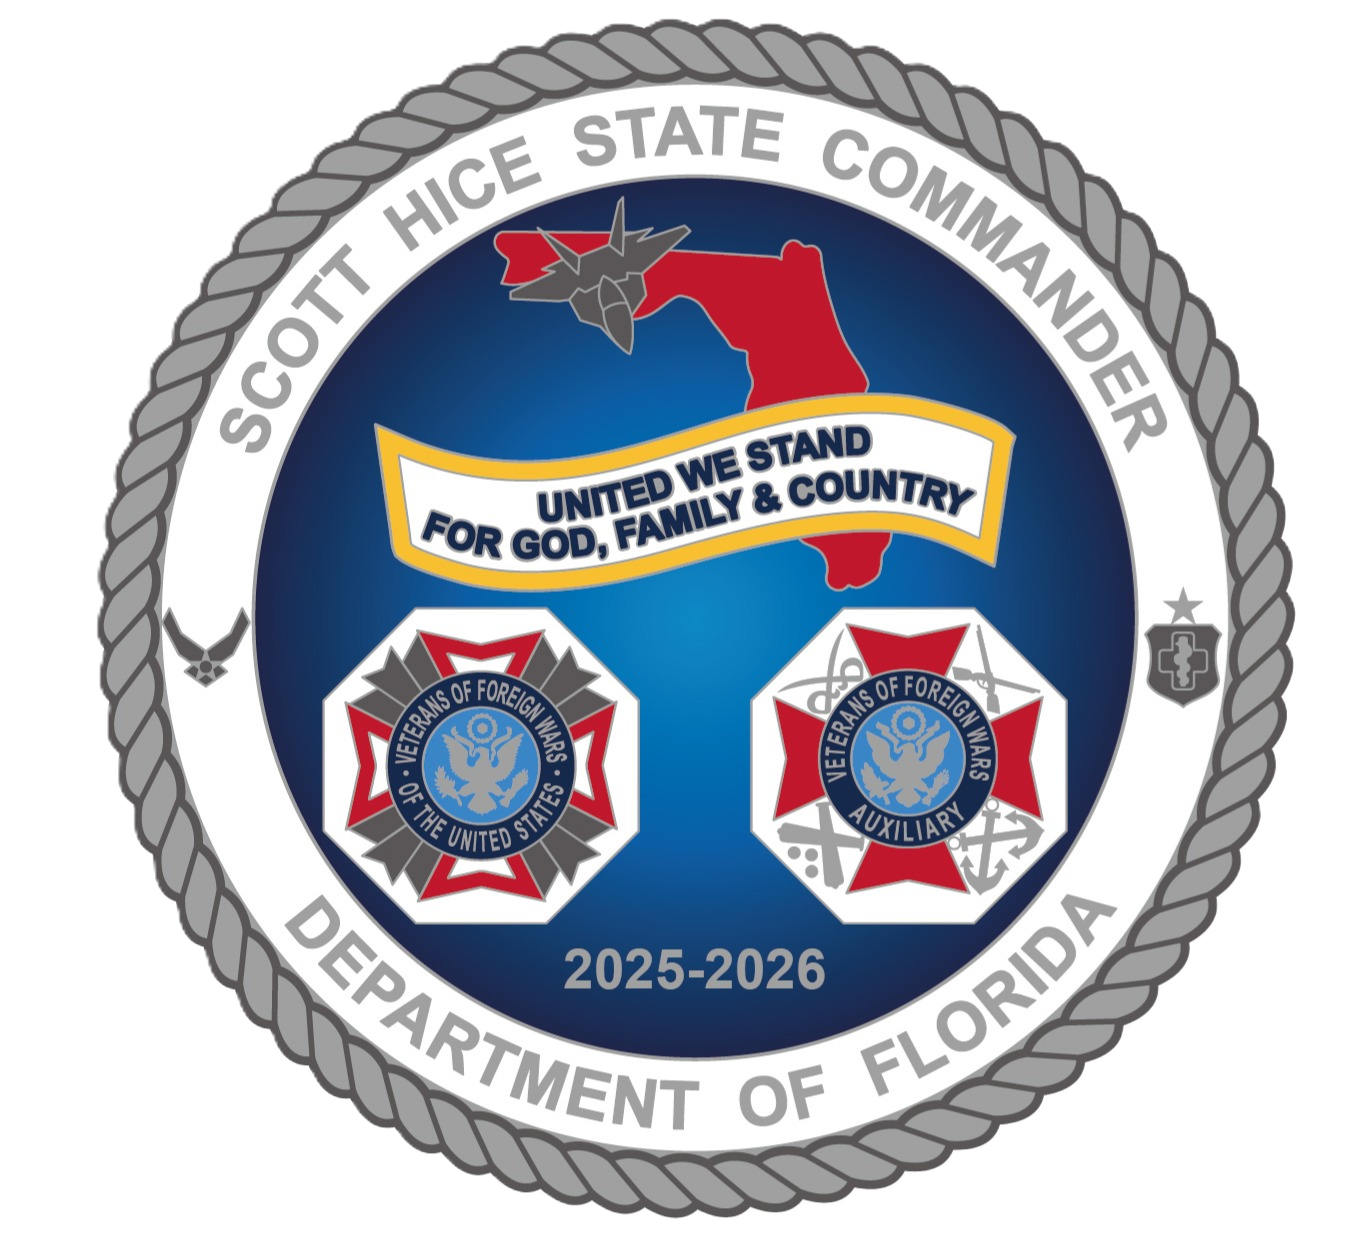 SCOTT HICE STATE COMMANDER
UNITED WE STAND
FOR GOD, FAMILY & COUNTRY
VETERANS OF FOREIGN WARS
· OF THE UNITED STATES ·
VETERANS OF FOREIGN WARS
AUXILIARY
2025-2026
DEPARTMENT OF FLORIDA